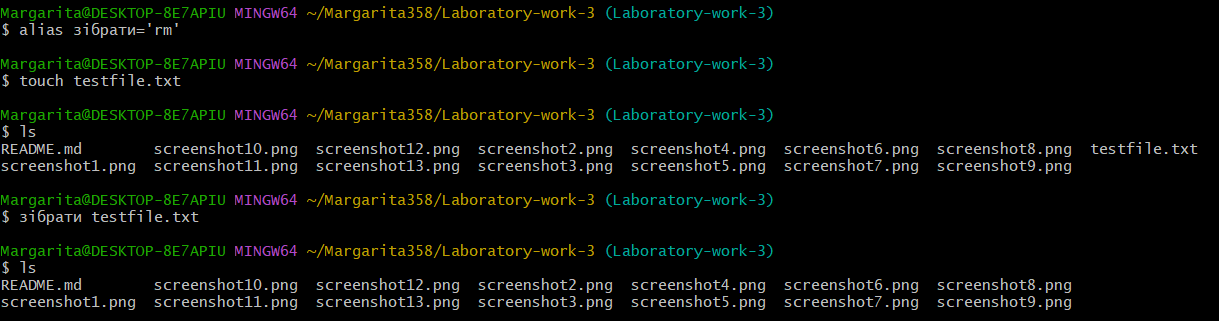 Margarita@DESKTOP-8E7APIU MINGW64 ~/Margarita358/Laboratory-work-3 (Laboratory-work-3)
$ alias зібрати='rm'
Margarita@DESKTOP-8E7APIU MINGW64 ~/Margarita358/Laboratory-work-3 (Laboratory-work-3)
$ touch testfile.txt
Margarita@DESKTOP-8E7APIU MINGW64 ~/Margarita358/Laboratory-work-3 (Laboratory-work-3)
$ ls
README.md screenshot10.png screenshot12.png screenshot2.png screenshot4.png screenshot6.png screenshot8.png testfile.txt
screenshot1.png screenshot11.png screenshot13.png screenshot3.png screenshot5.png screenshot7.png screenshot9.png
Margarita@DESKTOP-8E7APIU MINGW64 ~/Margarita358/Laboratory-work-3 (Laboratory-work-3)
$ зібрати testfile.txt
Margarita@DESKTOP-8E7APIU MINGW64 ~/Margarita358/Laboratory-work-3 (Laboratory-work-3)
$ ls
README.md screenshot10.png screenshot12.png screenshot2.png screenshot4.png screenshot6.png screenshot8.png
screenshot1.png screenshot11.png screenshot13.png screenshot3.png screenshot5.png screenshot7.png screenshot9.png